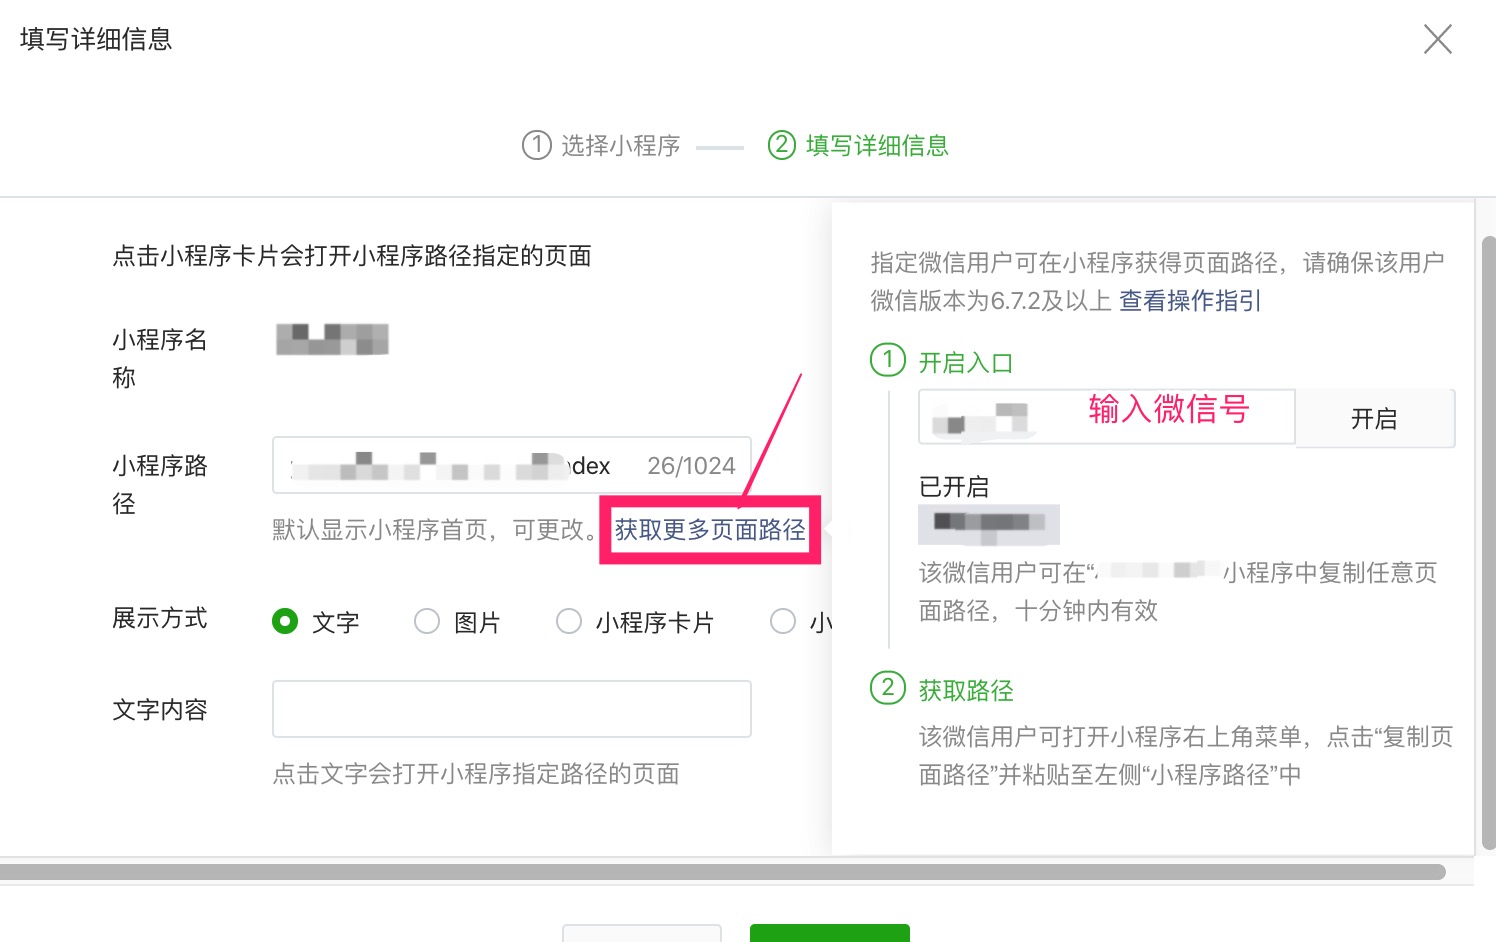 填写详细信息
① 选择小程序
② 填写详细信息
点击小程序卡片会打开小程序路径指定的页面
小程序名
称
小程序路
径
ndex 26/1024
默认显示小程序首页，可更改。获取更多页面路径
展示方式
文字 图片 小程序卡片 小
文字内容
点击文字会打开小程序指定路径的页面
指定微信用户可在小程序获得页面路径，请确保该用户
微信版本为6.7.2及以上 查看操作指引
① 开启入口
输入微信号 开启
已开启
该微信用户可在“ 小程序中复制任意页
面路径，十分钟内有效
② 获取路径
该微信用户可打开小程序右上角菜单，点击“复制页
面路径”并粘贴至左侧“小程序路径”中